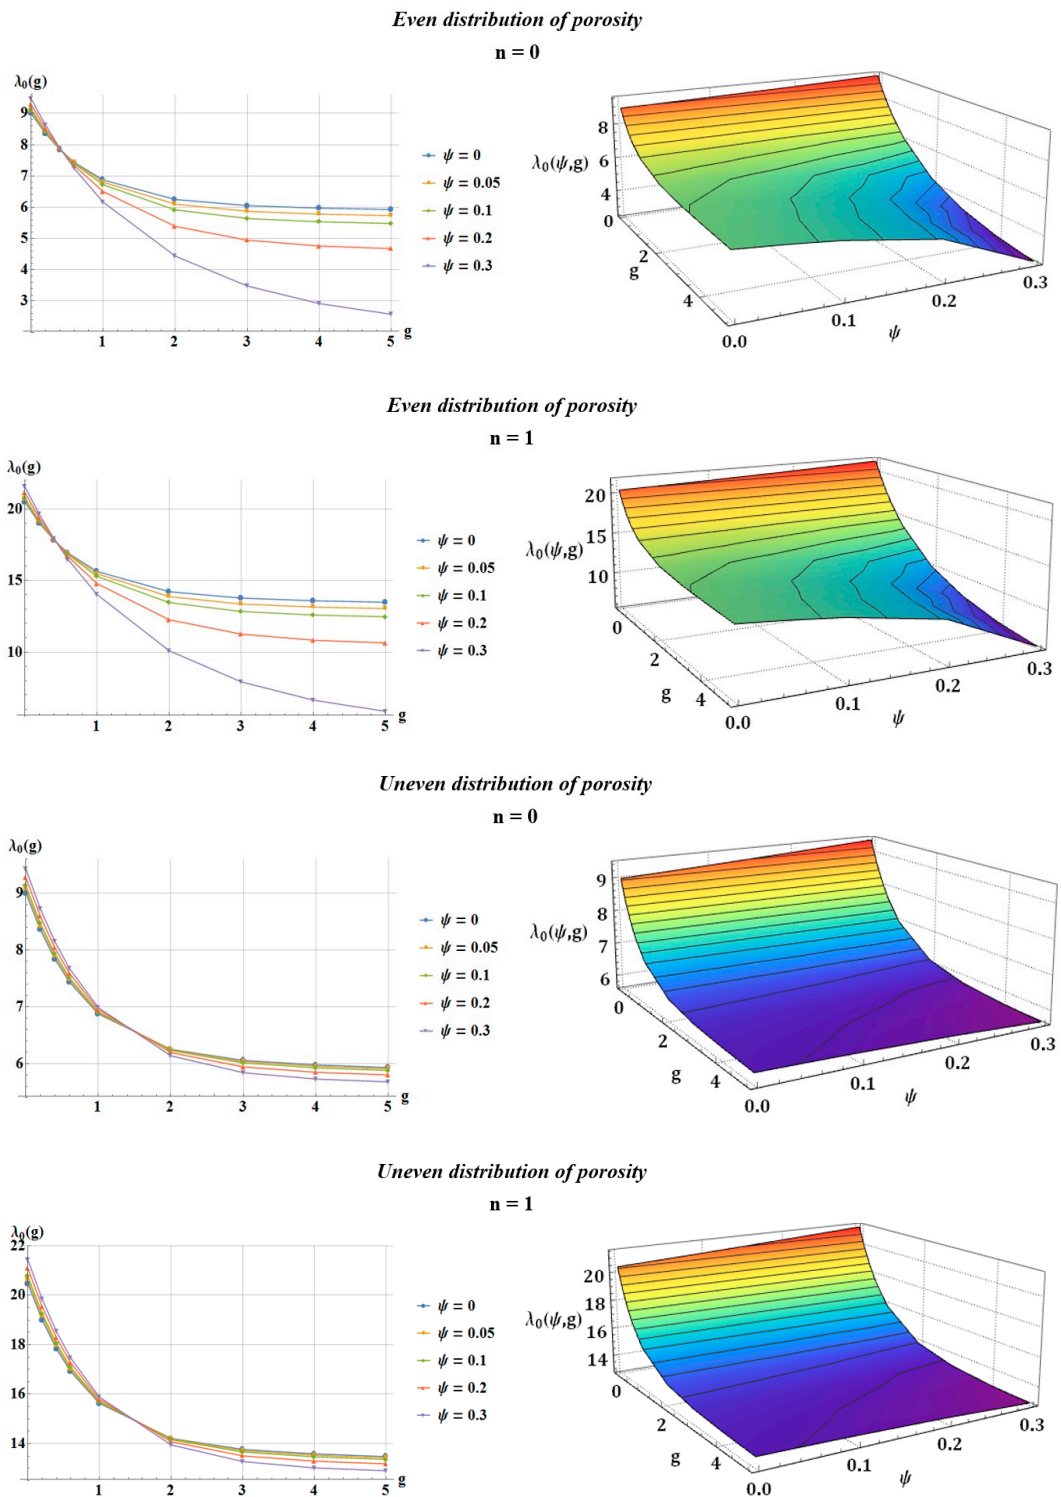 Even distribution of porosity
n = 0
λ₀(g)
9
8
7
6
5
4
3
1 2 3 4 5 g
ψ = 0
ψ = 0.05
ψ = 0.1
ψ = 0.2
ψ = 0.3
8
λ₀(ψ,g) 6
4
0
2
g
4
0.0 0.1 0.2 0.3
ψ
Even distribution of porosity
n = 1
λ₀(g)
20
15
10
1 2 3 4 5 g
ψ = 0
ψ = 0.05
ψ = 0.1
ψ = 0.2
ψ = 0.3
20
15
λ₀(ψ,g)
10
0
2
g 4
0.0 0.1 0.2 0.3
ψ
Uneven distribution of porosity
n = 0
λ₀(g)
9
8
7
6
1 2 3 4 5 g
ψ = 0
ψ = 0.05
ψ = 0.1
ψ = 0.2
ψ = 0.3
9
8
λ₀(ψ,g) 7
6
0
2
g 4
0.0 0.1 0.2 0.3
ψ
Uneven distribution of porosity
n = 1
λ₀(g)
22
20
18
16
14
1 2 3 4 5 g
ψ = 0
ψ = 0.05
ψ = 0.1
ψ = 0.2
ψ = 0.3
20
18
λ₀(ψ,g) 16
14
0
2
g 4
0.0 0.1 0.2 0.3
ψ